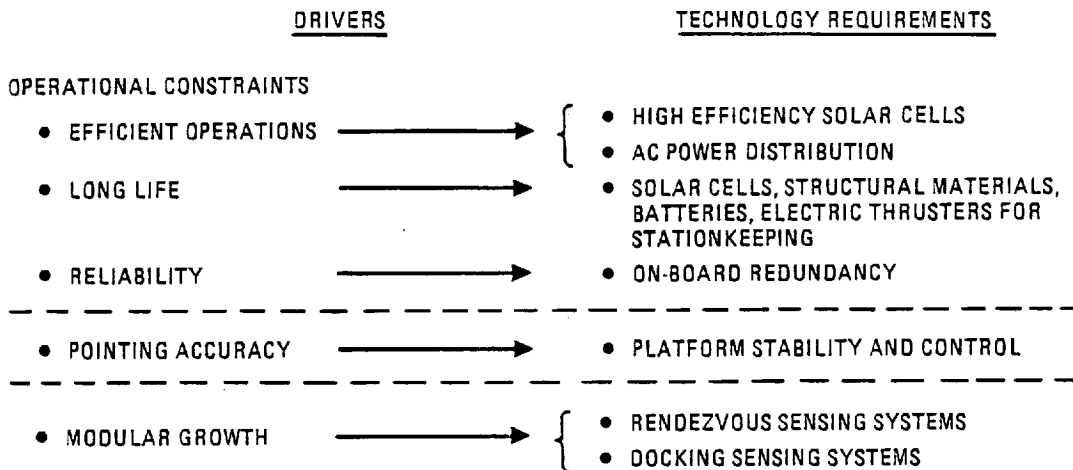 DRIVERS TECHNOLOGY REQUIREMENTS
OPERATIONAL CONSTRAINTS
• EFFICIENT OPERATIONS
• HIGH EFFICIENCY SOLAR CELLS
• AC POWER DISTRIBUTION
• LONG LIFE
• SOLAR CELLS, STRUCTURAL MATERIALS,
BATTERIES, ELECTRIC THRUSTERS FOR
STATIONKEEPING
• RELIABILITY
• ON-BOARD REDUNDANCY
• POINTING ACCURACY
• PLATFORM STABILITY AND CONTROL
• MODULAR GROWTH
• RENDEZVOUS SENSING SYSTEMS
• DOCKING SENSING SYSTEMS